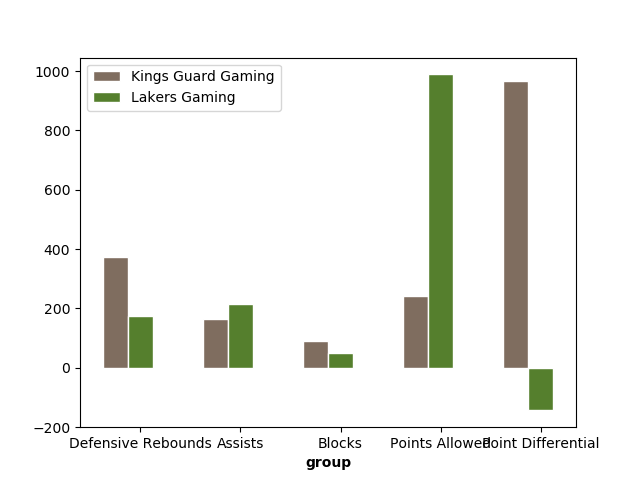 Kings Guard Gaming
Lakers Gaming
1000
800
600
400
200
0
−200
Defensive Rebounds Assists Blocks Points Allowed Point Differential
group